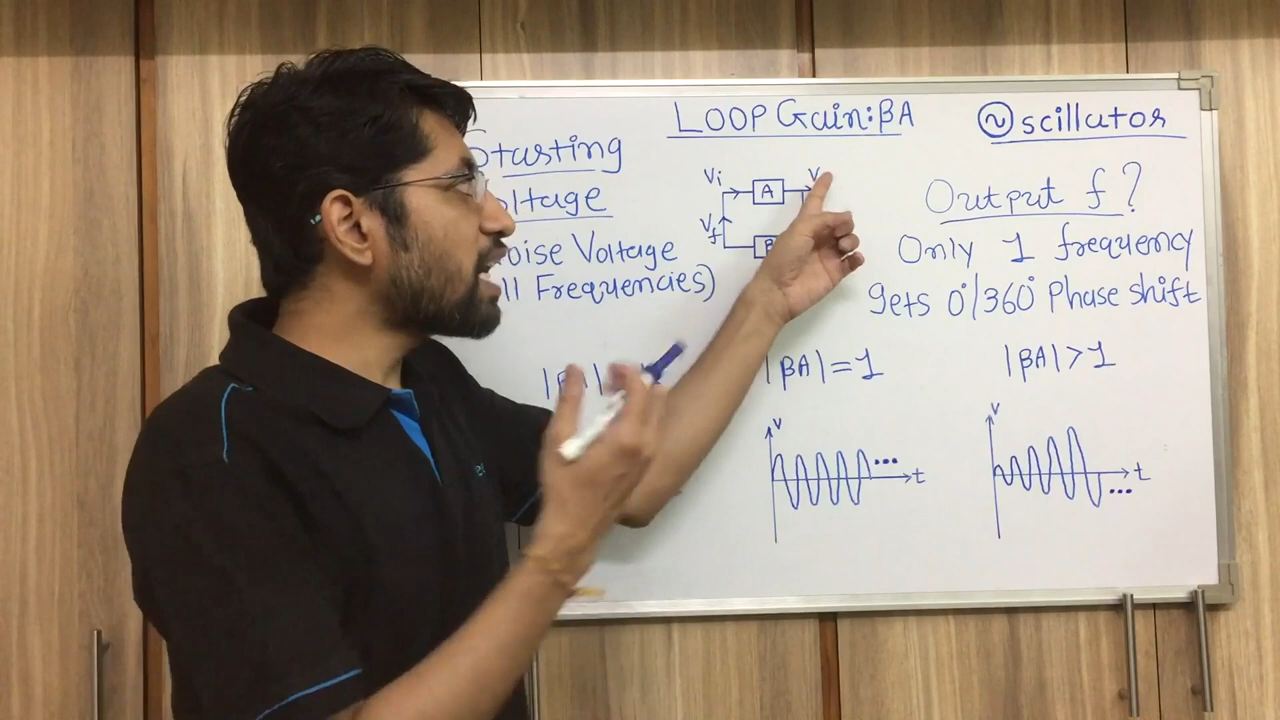 LOOP Gain: βA
Oscillator
Starting
Voltage
Noise Voltage
All Frequencies)
Vi
A
V
Vf
B
Output f?
Only 1 frequency
gets 0°/360° Phase shift
|βA|
|βA| = 1
|βA| > 1
V
t
...
V
t
...